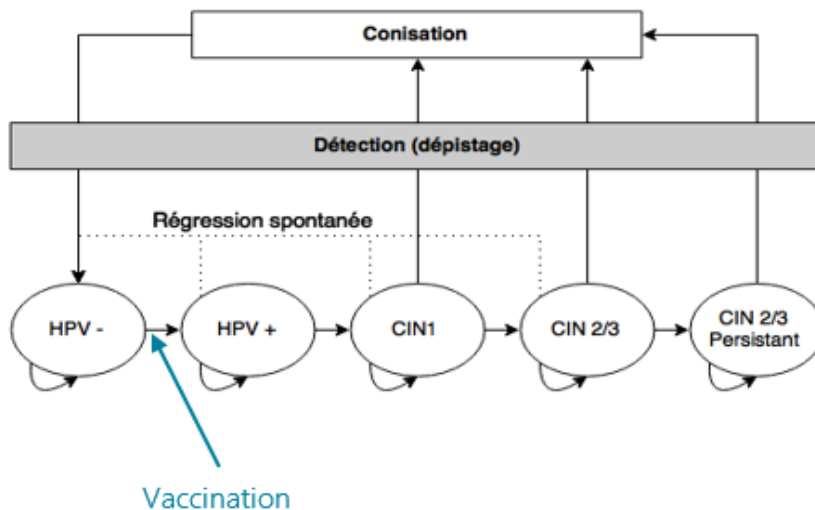 Conisation
Détection (dépistage)
Régression spontanée
HPV -
HPV +
CIN1
CIN 2/3
CIN 2/3
Persistant
Vaccination